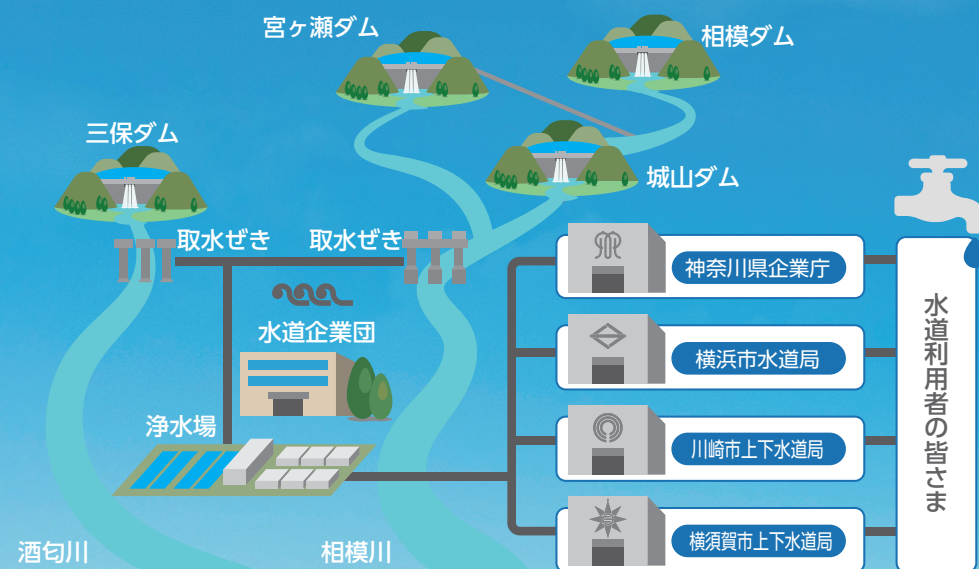 宮ヶ瀬ダム
相模ダム
三保ダム
城山ダム
取水ぜき
取水ぜき
水道企業団
浄水場
酒匂川
相模川
神奈川県企業庁
横浜市水道局
川崎市上下水道局
横須賀市上下水道局
水道利用者の皆さま